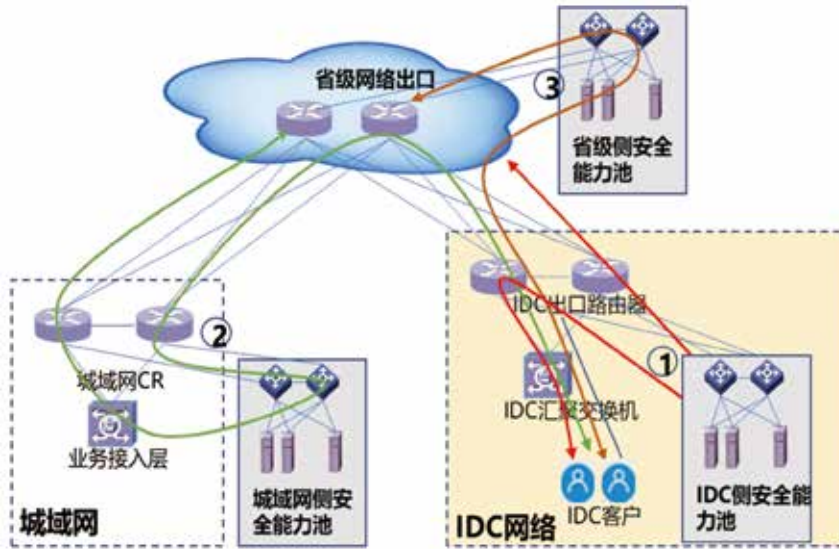 省级网络出口
③
省级侧安全
能力池
IDC出口路由器
②
①
城域网CR
业务接入层
IDC汇报交换机
城域网侧安
全能力池
IDC客户
IDC侧安全能
力池
城域网
IDC网络